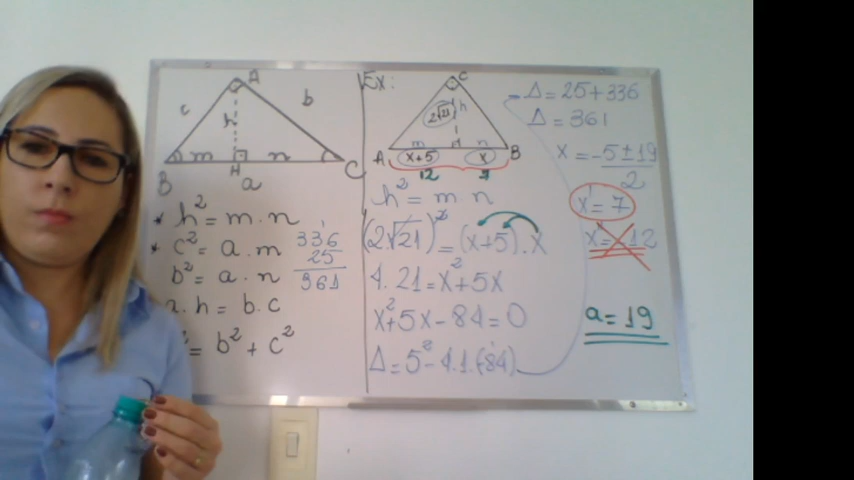 A
c
b
h
m
n
H
B
C
a
* h² = m . n
* c² = a . m
b² = a . n
a . h = b . c
= b² + c²
1
336
25
361
Ex:
C
2√21
h
m
n
H
A
x+5
x
B
12
7
h² = m n
(2√21)² = (x+5) . x
4 . 21 = x² + 5x
x² + 5x - 84 = 0
Δ = 5² - 4.1.(-84)
Δ = 25 + 336
Δ = 361
x = -5 ± 19
2
x' = 7
x = -12
a = 19